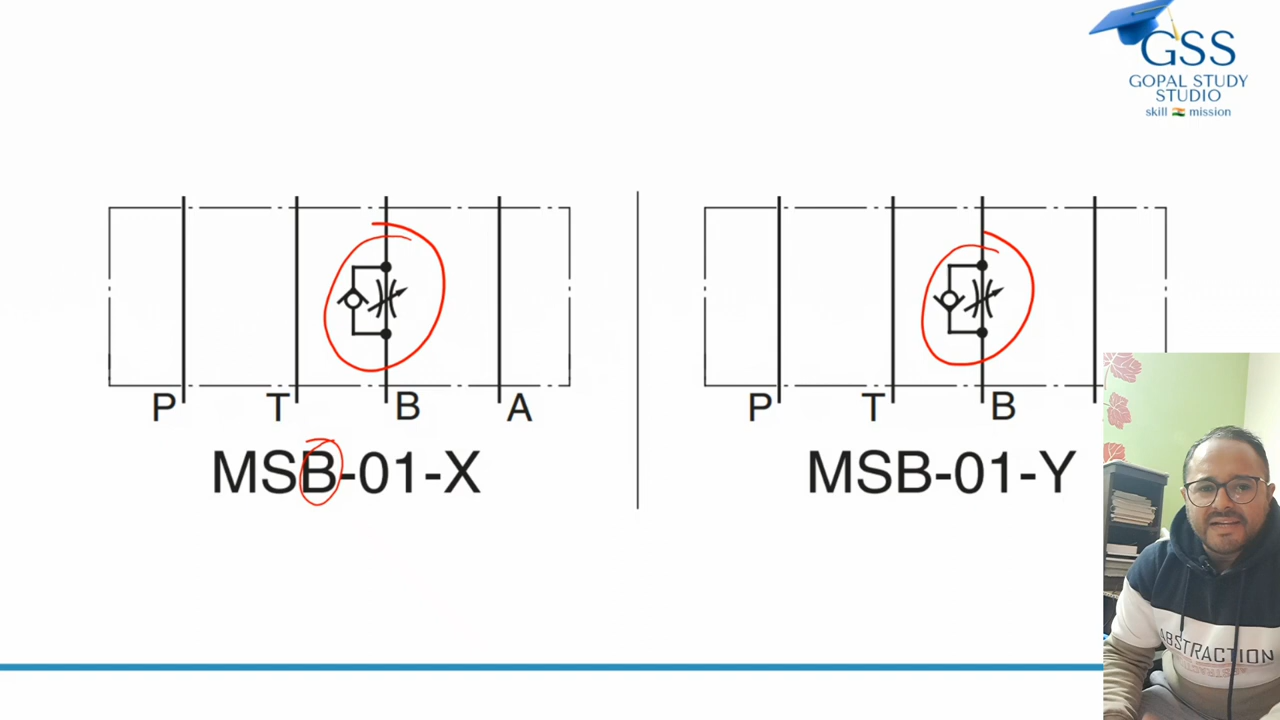 GSS
GOPAL STUDY
STUDIO
skill 🇮🇳 mission
P T B A
P T B
MSB-01-X
MSB-01-Y
ABSTRACTION